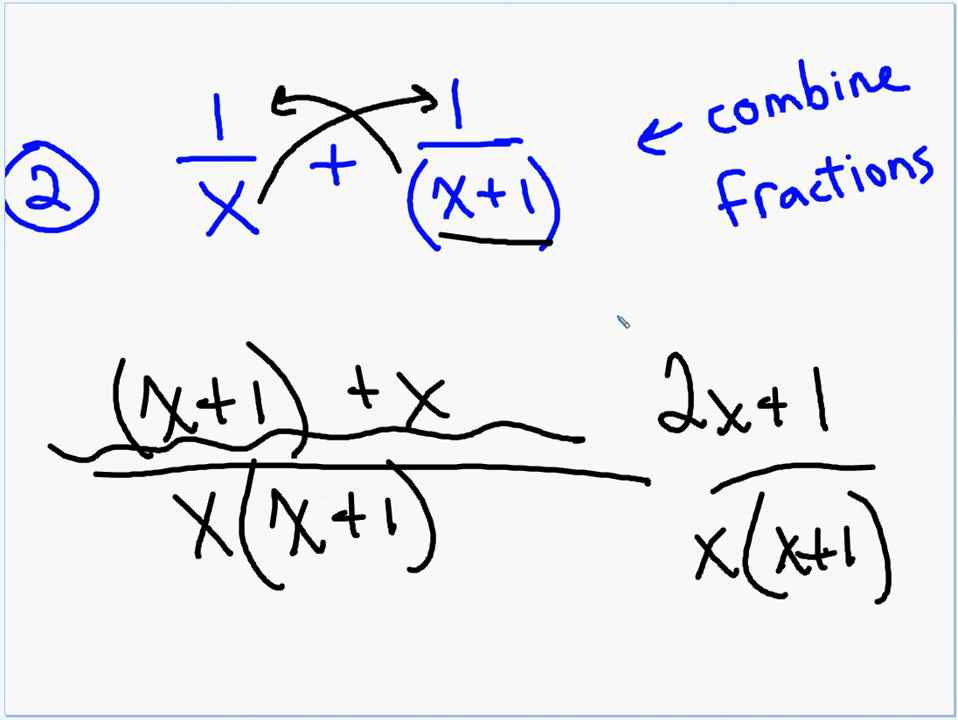 ② 1/x + 1/(x+1) ← combine fractions
(x+1) + x / x(x+1)
2x+1 / x(x+1)